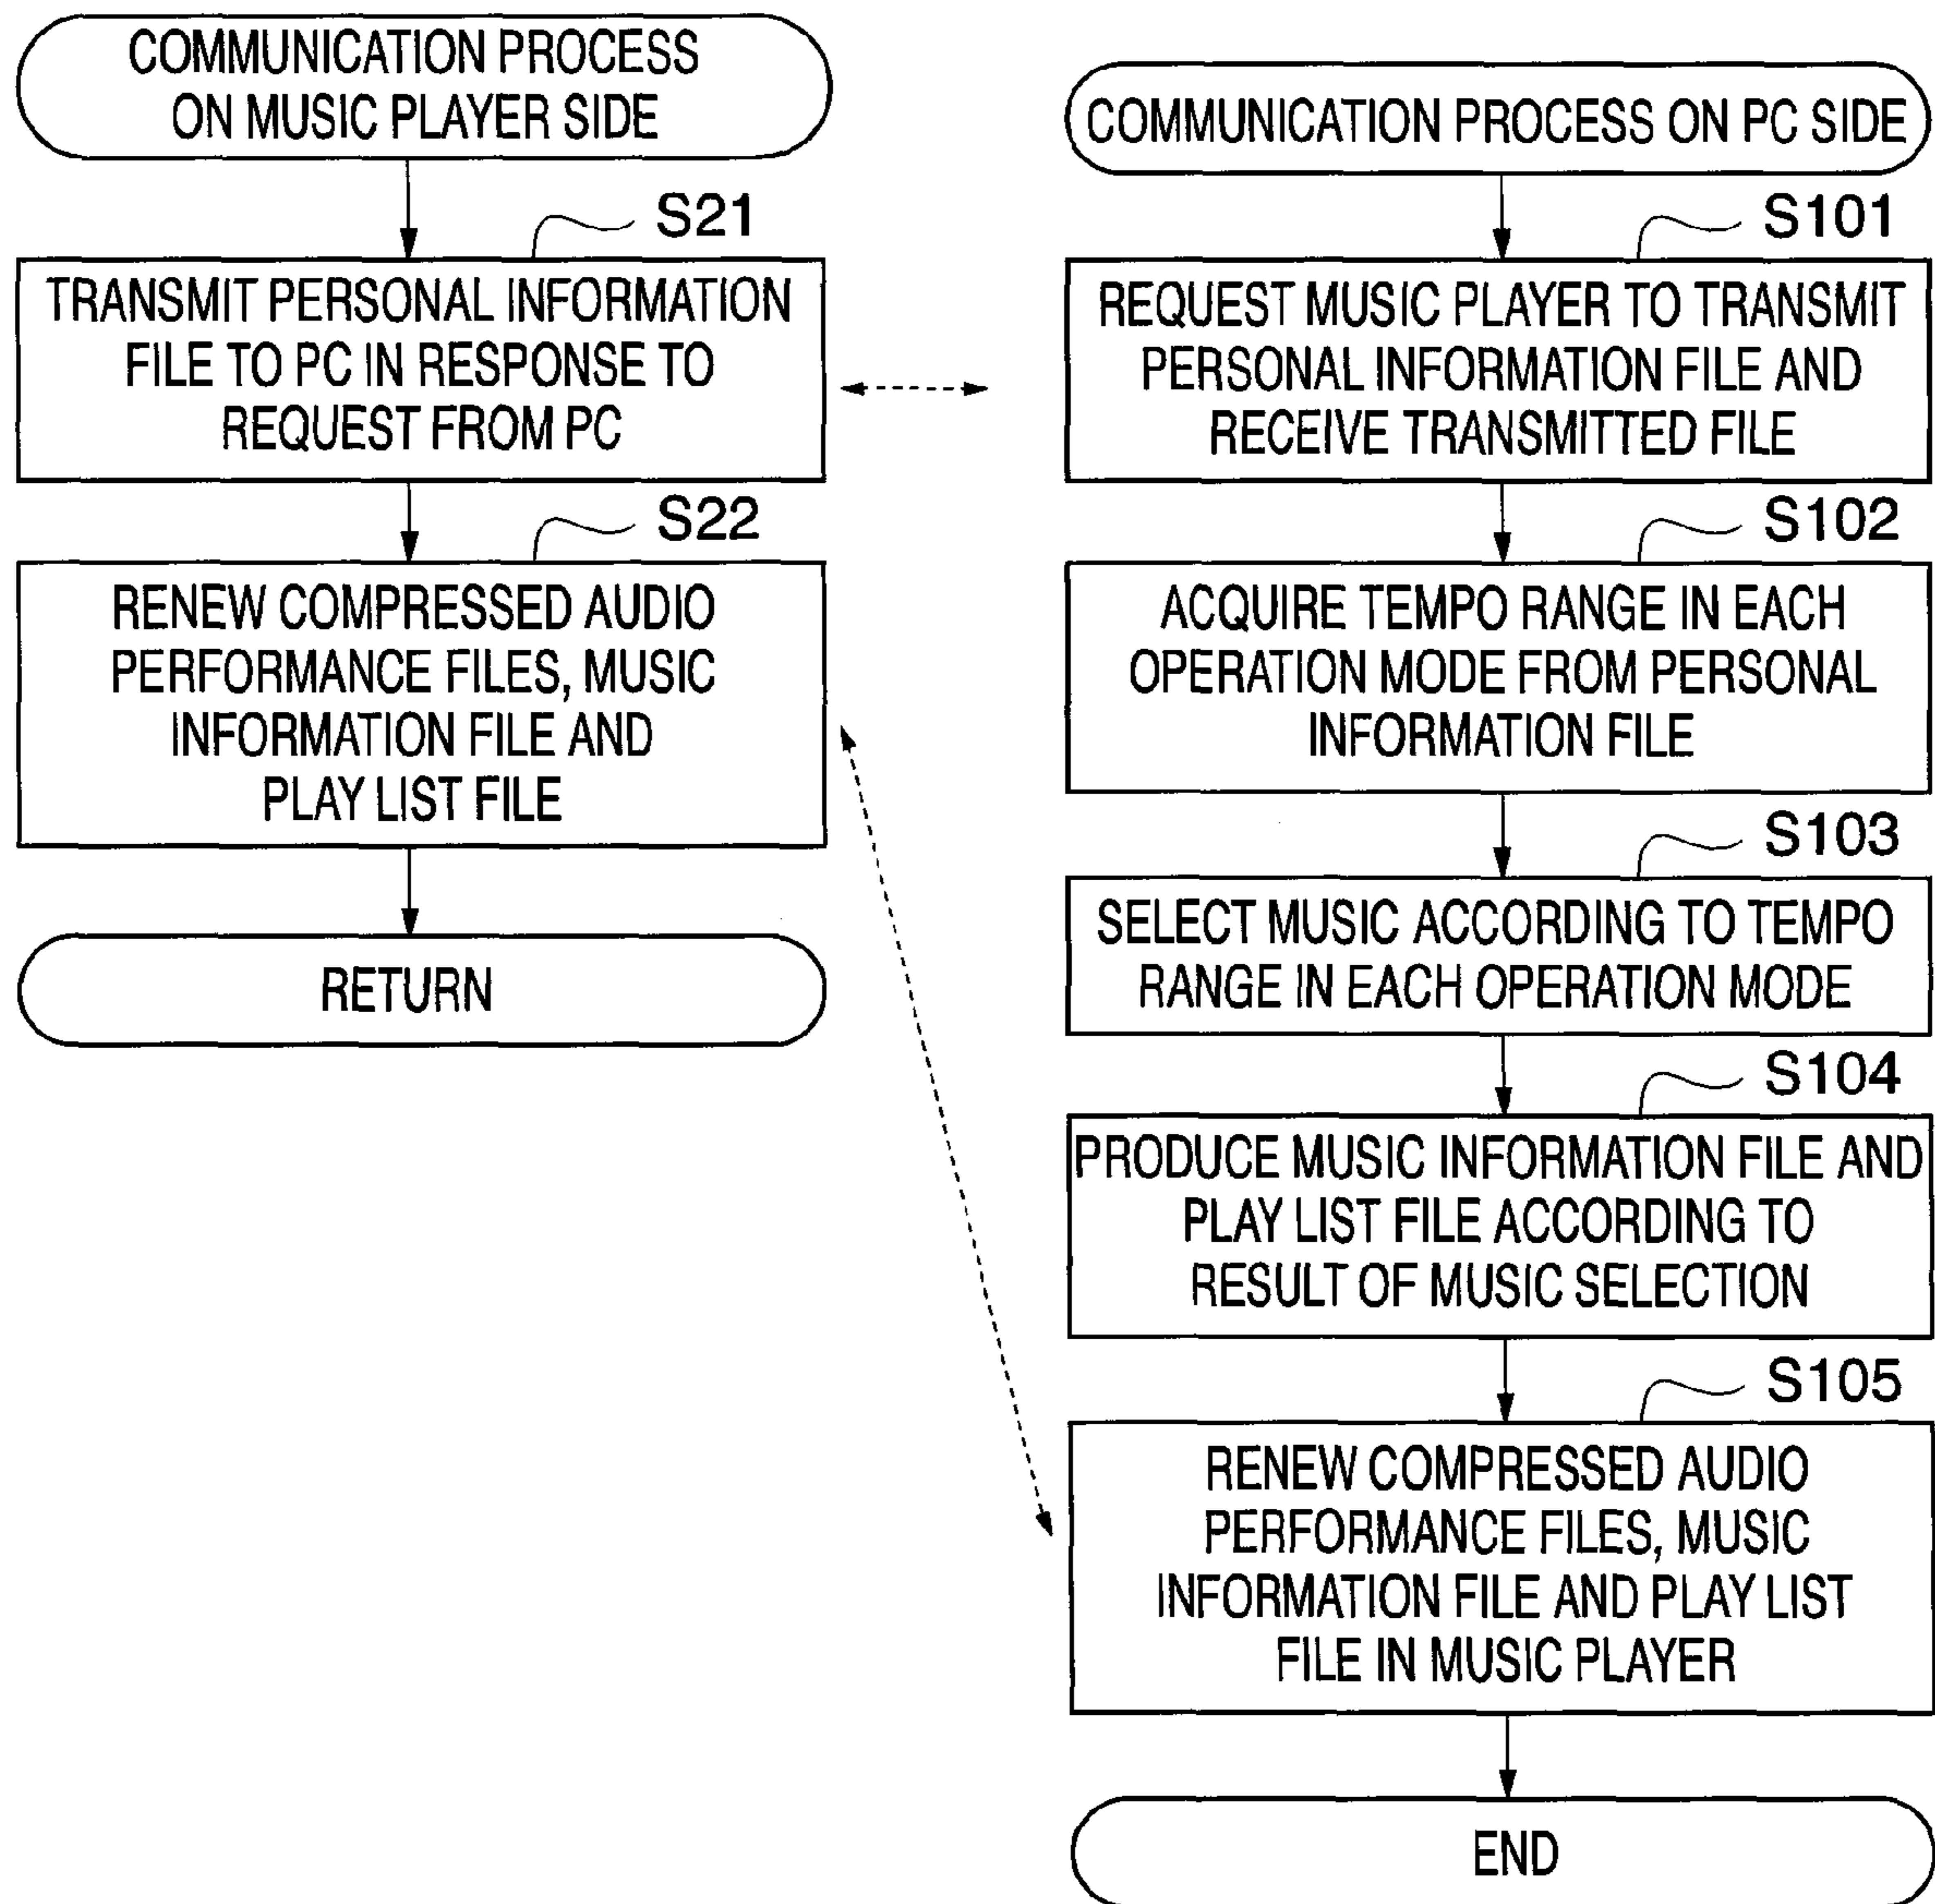 COMMUNICATION PROCESS
ON MUSIC PLAYER SIDE
S21
TRANSMIT PERSONAL INFORMATION
FILE TO PC IN RESPONSE TO
REQUEST FROM PC
S22
RENEW COMPRESSED AUDIO
PERFORMANCE FILES, MUSIC
INFORMATION FILE AND
PLAY LIST FILE
RETURN
COMMUNICATION PROCESS ON PC SIDE
S101
REQUEST MUSIC PLAYER TO TRANSMIT
PERSONAL INFORMATION FILE AND
RECEIVE TRANSMITTED FILE
S102
ACQUIRE TEMPO RANGE IN EACH
OPERATION MODE FROM PERSONAL
INFORMATION FILE
S103
SELECT MUSIC ACCORDING TO TEMPO
RANGE IN EACH OPERATION MODE
S104
PRODUCE MUSIC INFORMATION FILE AND
PLAY LIST FILE ACCORDING TO
RESULT OF MUSIC SELECTION
S105
RENEW COMPRESSED AUDIO
PERFORMANCE FILES, MUSIC
INFORMATION FILE AND PLAY LIST
FILE IN MUSIC PLAYER
END